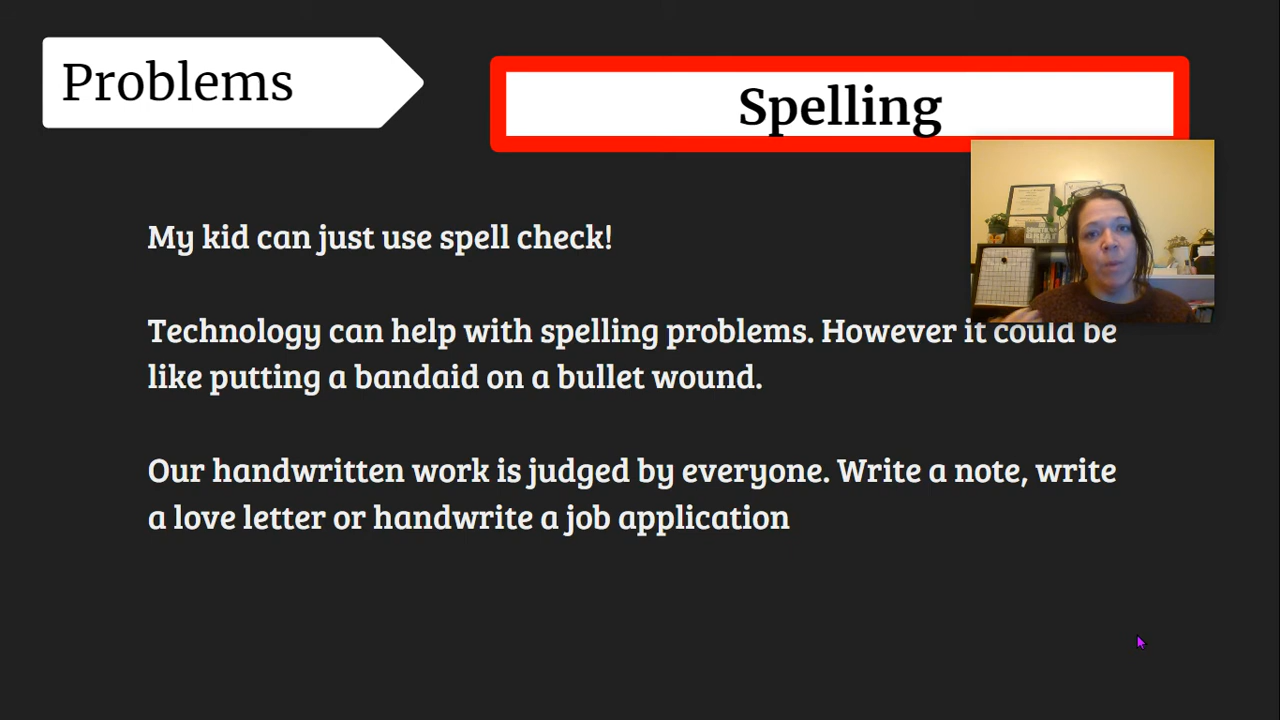 Problems
Spelling
My kid can just use spell check!
Technology can help with spelling problems. However it could be
like putting a bandaid on a bullet wound.
Our handwritten work is judged by everyone. Write a note, write
a love letter or handwrite a job application